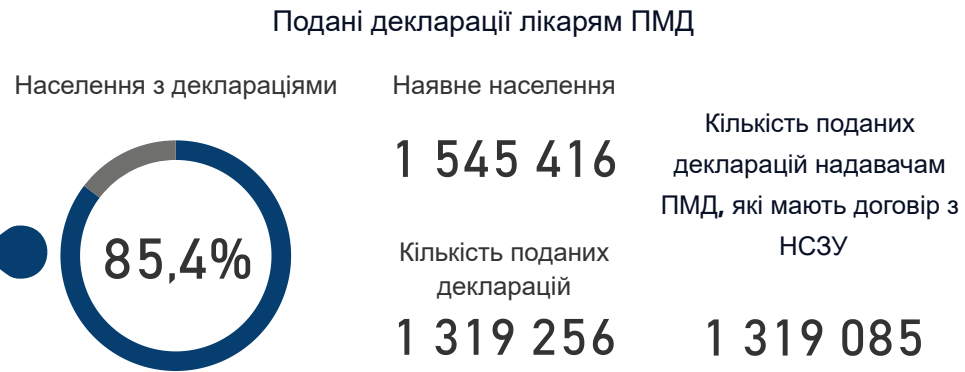 Подані декларації лікарям ПМД
Населення з деклараціями
85,4%
Наявне населення
1 545 416
Кількість поданих
декларацій
1 319 256
Кількість поданих
декларацій надавачам
ПМД, які мають договір з
НСЗУ
1 319 085